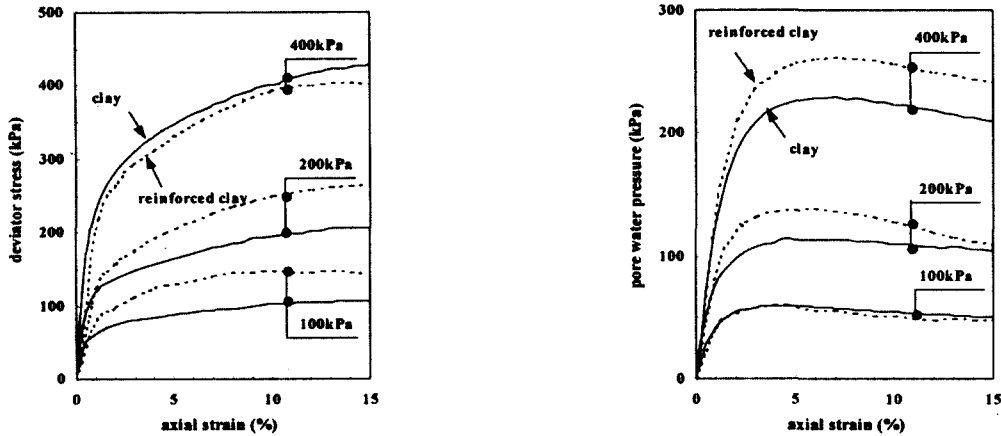 500
400
300
200
100
0
deviator stress (kPa)
400kPa
clay
200kPa
reinforced clay
100kPa
0
5
10
15
axial strain (%)
300
200
100
0
pore water pressure (kPa)
reinforced clay
400kPa
clay
200kPa
100kPa
0
5
10
15
axial strain (%)